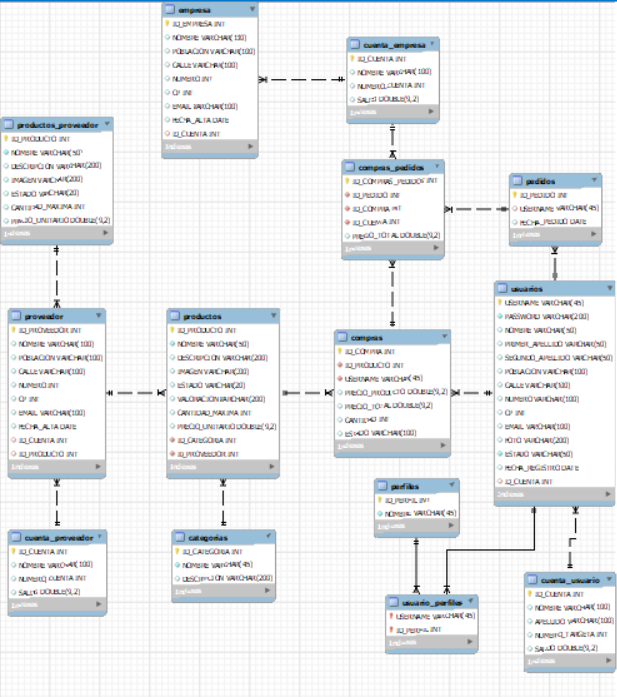 empresa
ID_EMPRESA INT
NOMBRE VARCHAR(100)
POBLACION VARCHAR(100)
CALLE VARCHAR(100)
NUMERO INT
CP INT
EMAIL VARCHAR(100)
FECHA_ALTA DATE
ID_CUENTA INT
Indexes
cuenta_empresa
ID_CUENTA INT
NOMBRE VARCHAR(100)
NUMERO_CUENTA INT
SALDO DOUBLE(9,2)
Indexes
productos_proveedor
ID_PRODUCTO INT
NOMBRE VARCHAR(50)
DESCRIPCION VARCHAR(200)
IMAGEN VARCHAR(200)
ESTADO VARCHAR(20)
CANTIDAD_MAXIMA INT
PRECIO_UNITARIO DOUBLE(9,2)
Indexes
compras_pedidos
ID_COMPRAS_PEDIDOS INT
ID_PEDIDO INT
ID_COMPRA INT
ID_CUENTA INT
PRECIO_TOTAL DOUBLE(9,2)
Indexes
pedidos
ID_PEDIDO INT
USERNAME VARCHAR(45)
FECHA_PEDIDO DATE
Indexes
proveedor
ID_PROVEEDOR INT
NOMBRE VARCHAR(100)
POBLACION VARCHAR(100)
CALLE VARCHAR(100)
NUMERO INT
CP INT
EMAIL VARCHAR(100)
FECHA_ALTA DATE
ID_CUENTA INT
ID_PRODUCTO INT
Indexes
productos
ID_PRODUCTO INT
NOMBRE VARCHAR(50)
DESCRIPCION VARCHAR(200)
IMAGEN VARCHAR(200)
ESTADO VARCHAR(20)
VALORACION VARCHAR(200)
CANTIDAD_MAXIMA INT
PRECIO_UNITARIO DOUBLE(9,2)
ID_CATEGORIA INT
ID_PROVEEDOR INT
Indexes
compras
ID_COMPRA INT
ID_PRODUCTO INT
USERNAME VARCHAR(45)
PRECIO_PRODUCTO DOUBLE(9,2)
PRECIO_TOTAL DOUBLE(9,2)
CANTIDAD INT
ESTADO VARCHAR(100)
Indexes
usuarios
USERNAME VARCHAR(45)
PASSWORD VARCHAR(200)
NOMBRE VARCHAR(50)
PRIMER_APELLIDO VARCHAR(50)
SEGUNDO_APELLIDO VARCHAR(50)
POBLACION VARCHAR(100)
CALLE VARCHAR(100)
NUMERO VARCHAR(100)
CP INT
EMAIL VARCHAR(100)
FOTO VARCHAR(200)
ESTADO VARCHAR(50)
FECHA_REGISTRO DATE
ID_CUENTA INT
Indexes
perfiles
ID_PERFIL INT
NOMBRE VARCHAR(45)
Indexes
cuenta_proveedor
ID_CUENTA INT
NOMBRE VARCHAR(100)
NUMERO_CUENTA INT
SALDO DOUBLE(9,2)
Indexes
categorias
ID_CATEGORIA INT
NOMBRE VARCHAR(45)
DESCRIPCION VARCHAR(200)
Indexes
usuario_perfiles
USERNAME VARCHAR(45)
ID_PERFIL INT
Indexes
cuenta_usuario
ID_CUENTA INT
NOMBRE VARCHAR(100)
APELLIDO VARCHAR(100)
NUMERO_TARGETA INT
SALDO DOUBLE(9,2)
Indexes